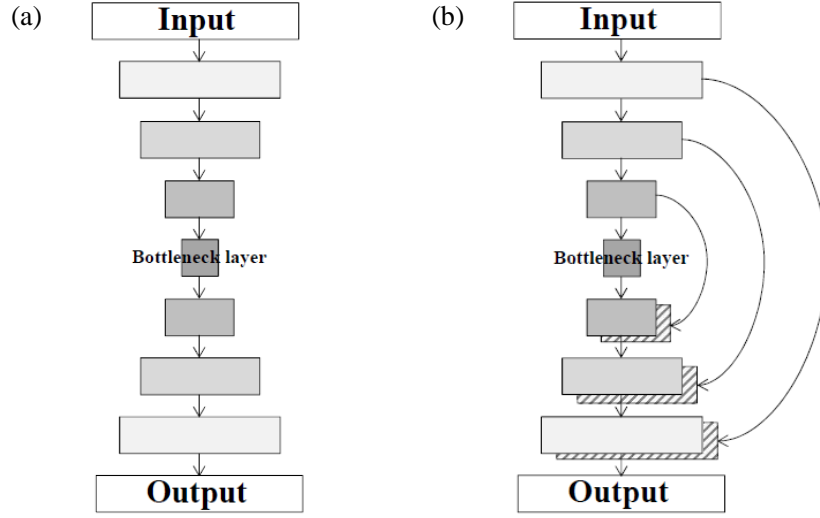 (a)
Input
Bottleneck layer
Output
(b)
Input
Bottleneck layer
Output